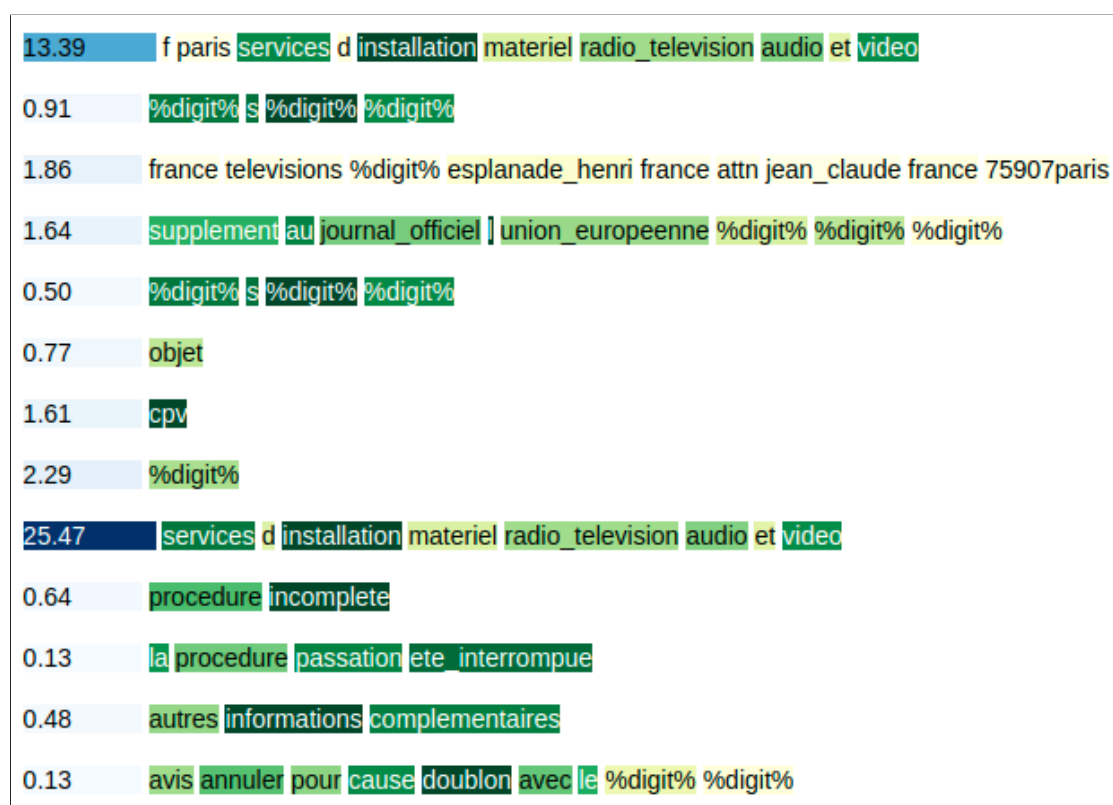 13.39 f paris services d installation materiel radio_television audio et video
0.91 %digit% s %digit% %digit%
1.86 france televisions %digit% esplanade_henri france attn jean_claude france 75907paris
1.64 supplement au journal_officiel l union_europeenne %digit% %digit% %digit%
0.50 %digit% s %digit% %digit%
0.77 objet
1.61 cpv
2.29 %digit%
25.47 services d installation materiel radio_television audio et video
0.64 procedure incomplete
0.13 la procedure passation ete_interrompue
0.48 autres informations complementaires
0.13 avis annuler pour cause doublon avec le %digit% %digit%